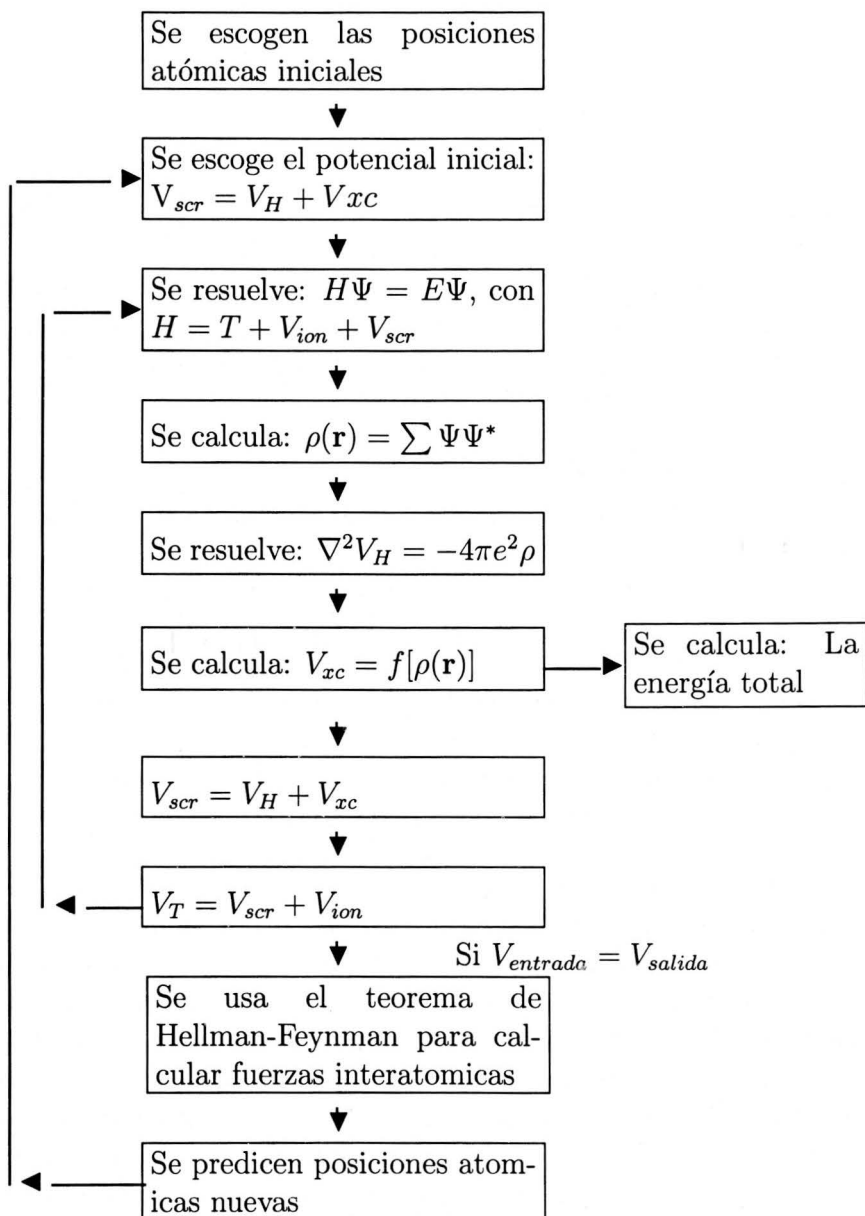 Se escogen las posiciones
atómicas iniciales
Se escoge el potencial inicial:
V_{scr} = V_H + Vxc
Se resuelve: HΨ = EΨ, con
H = T + V_{ion} + V_{scr}
Se calcula: ρ(r) = ∑ ΨΨ*
Se resuelve: ∇²V_H = −4πe²ρ
Se calcula: V_{xc} = f[ρ(r)]
Se calcula: La
energía total
V_{scr} = V_H + V_{xc}
V_T = V_{scr} + V_{ion}
Si V_{entrada} = V_{salida}
Se usa el teorema de
Hellman-Feynman para cal-
cular fuerzas interatomicas
Se predicen posiciones atom-
icas nuevas